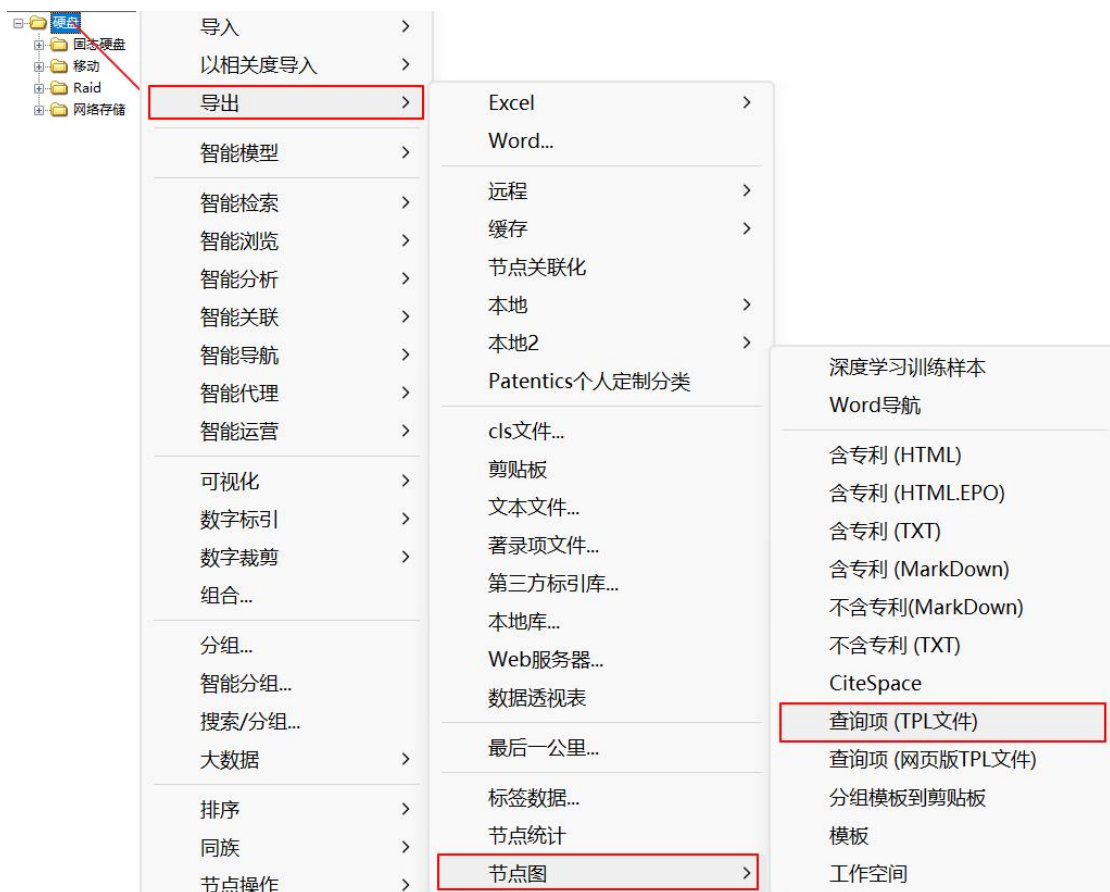 硬盘
固态硬盘
移动
Raid
网络存储
导入
以相关度导入
导出
智能模型
智能检索
智能浏览
智能分析
智能关联
智能导航
智能代理
智能运营
可视化
数字标引
数字裁剪
组合...
分组...
智能分组...
搜索/分组...
大数据
排序
同族
节点操作
Excel
Word...
远程
缓存
节点关联化
本地
本地2
Patentics个人定制分类
cls文件...
剪贴板
文本文件...
著录项文件...
第三方标引库...
本地库...
Web服务器...
数据透视表
最后一公里...
标签数据...
节点统计
节点图
深度学习训练样本
Word导航
含专利 (HTML)
含专利 (HTML.EPO)
含专利 (TXT)
含专利 (MarkDown)
不含专利(MarkDown)
不含专利 (TXT)
CiteSpace
查询项 (TPL文件)
查询项 (网页版TPL文件)
分组模板到剪贴板
模板
工作空间